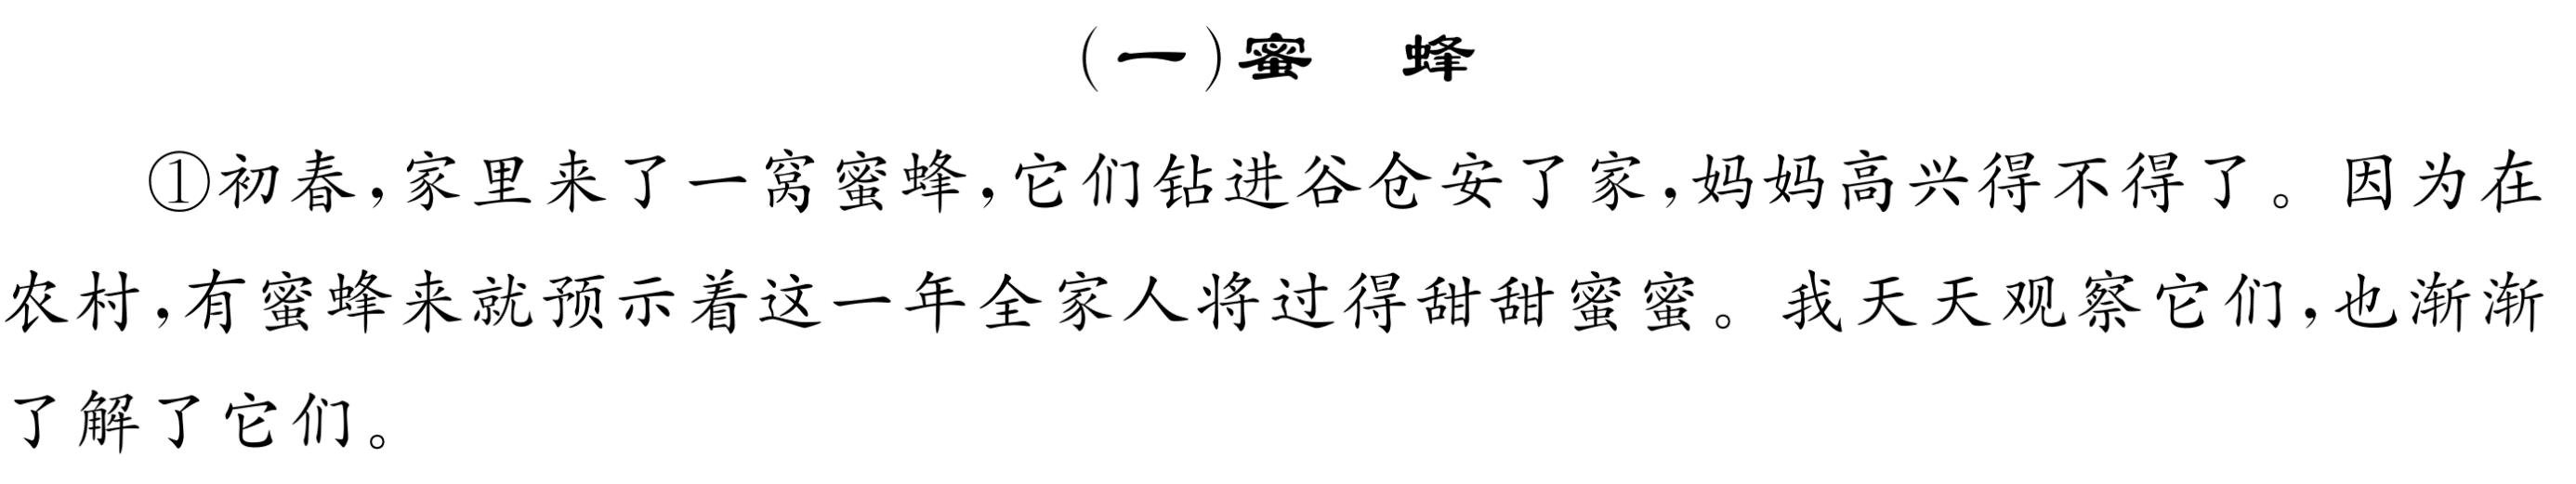 (一)蜜 蜂
①初春,家里来了一窝蜜蜂,它们钻进谷仓安了家,妈妈高兴得不得了。因为在
农村,有蜜蜂来就预示着这一年全家人将过得甜甜蜜蜜。我天天观察它们,也渐渐
了解了它们。